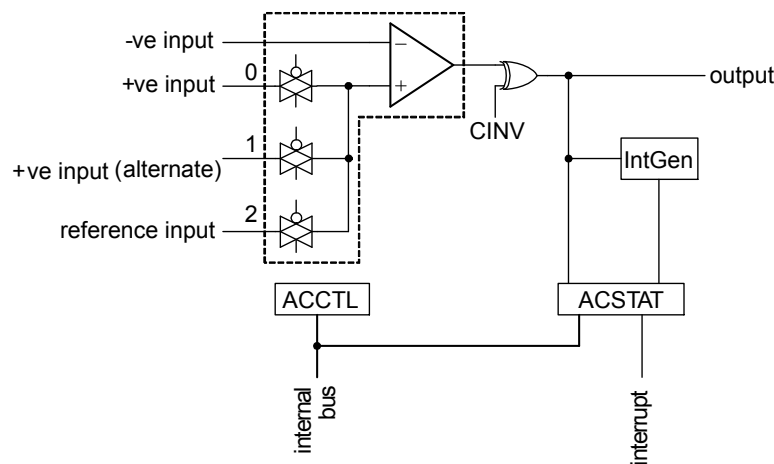 -ve input
−
0
+ve input
+
output
CINV
1
+ve input (alternate)
IntGen
2
reference input
ACCTL
ACSTAT
internal
bus
interrupt